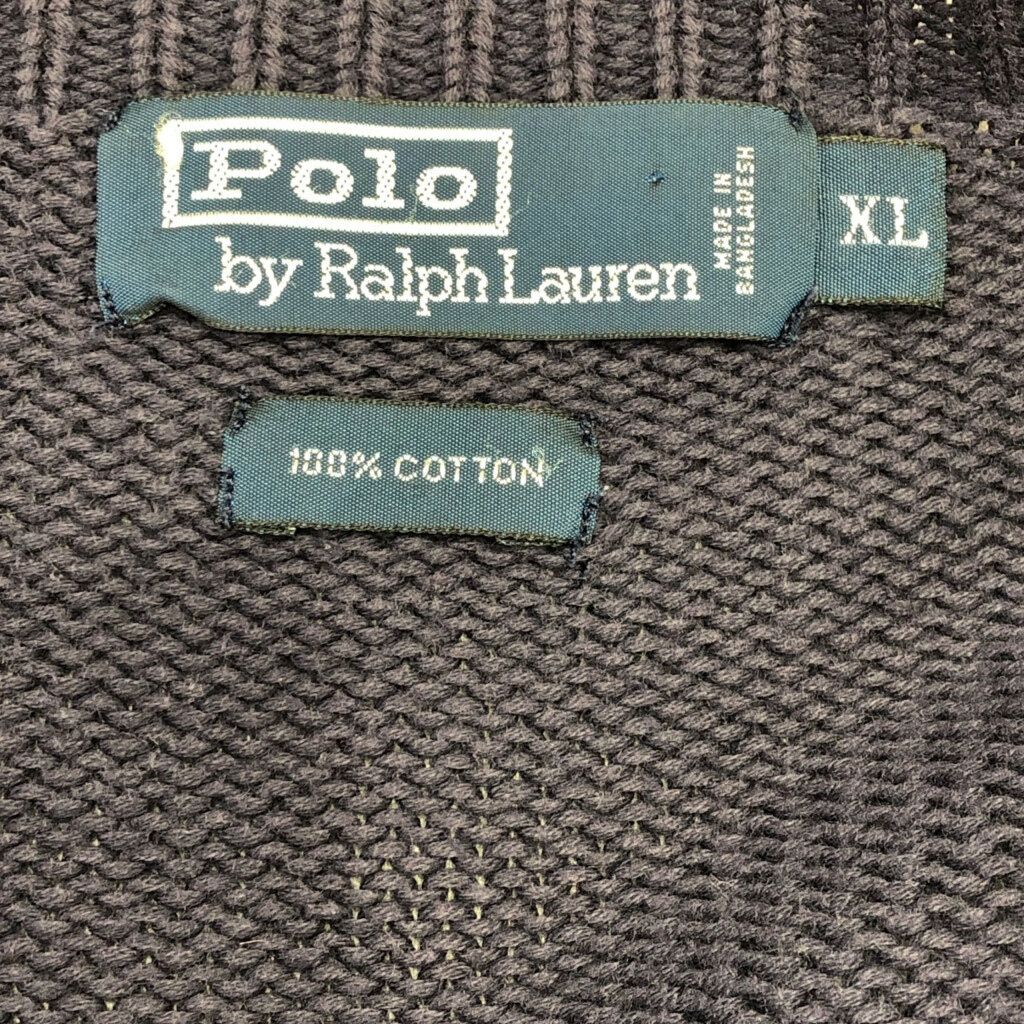 Polo
by Ralph Lauren
MADE IN
BANGLADESH
XL
100% COTTON